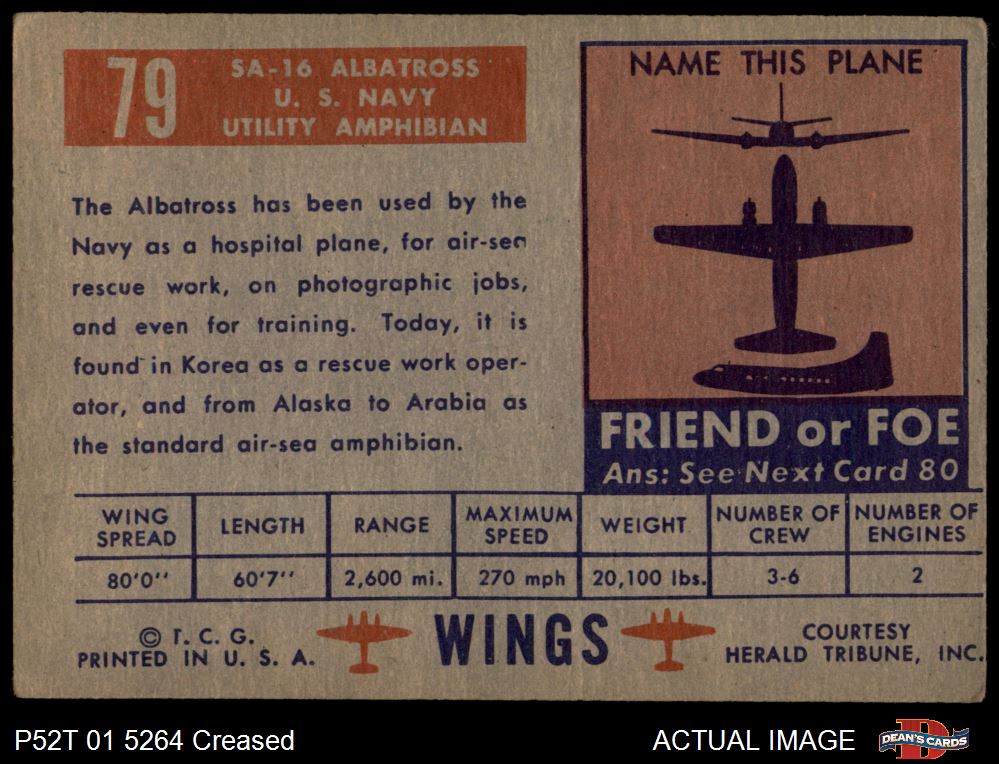 79
SA-16 ALBATROSS
U. S. NAVY
UTILITY AMPHIBIAN
The Albatross has been used by the
Navy as a hospital plane, for air-sea
rescue work, on photographic jobs,
and even for training. Today, it is
found in Korea as a rescue work oper-
ator, and from Alaska to Arabia as
the standard air-sea amphibian.
NAME THIS PLANE
FRIEND or FOE
Ans: See Next Card 80
WING SPREAD
LENGTH
RANGE
MAXIMUM SPEED
WEIGHT
NUMBER OF CREW
NUMBER OF ENGINES
80'0''
60'7''
2,600 mi.
270 mph
20,100 lbs.
3-6
2
© T. C. G.
PRINTED IN U. S. A.
WINGS
COURTESY
HERALD TRIBUNE, INC.
P52T 01 5264 Creased
ACTUAL IMAGE
D
DEAN'S CARDS